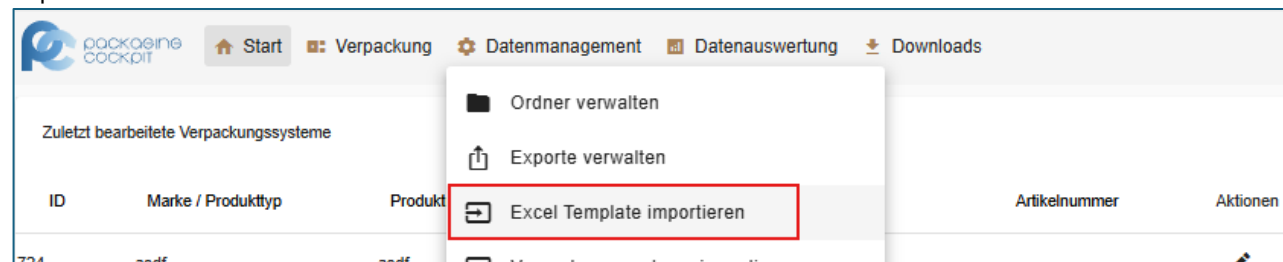 packaging
cockpit
Start Verpackung Datenmanagement Datenauswertung Downloads
Ordner verwalten
Zuletzt bearbeitete Verpackungssysteme
Exporte verwalten
ID Marke / Produkttyp Produkt Artikelnummer Aktionen
Excel Template importieren